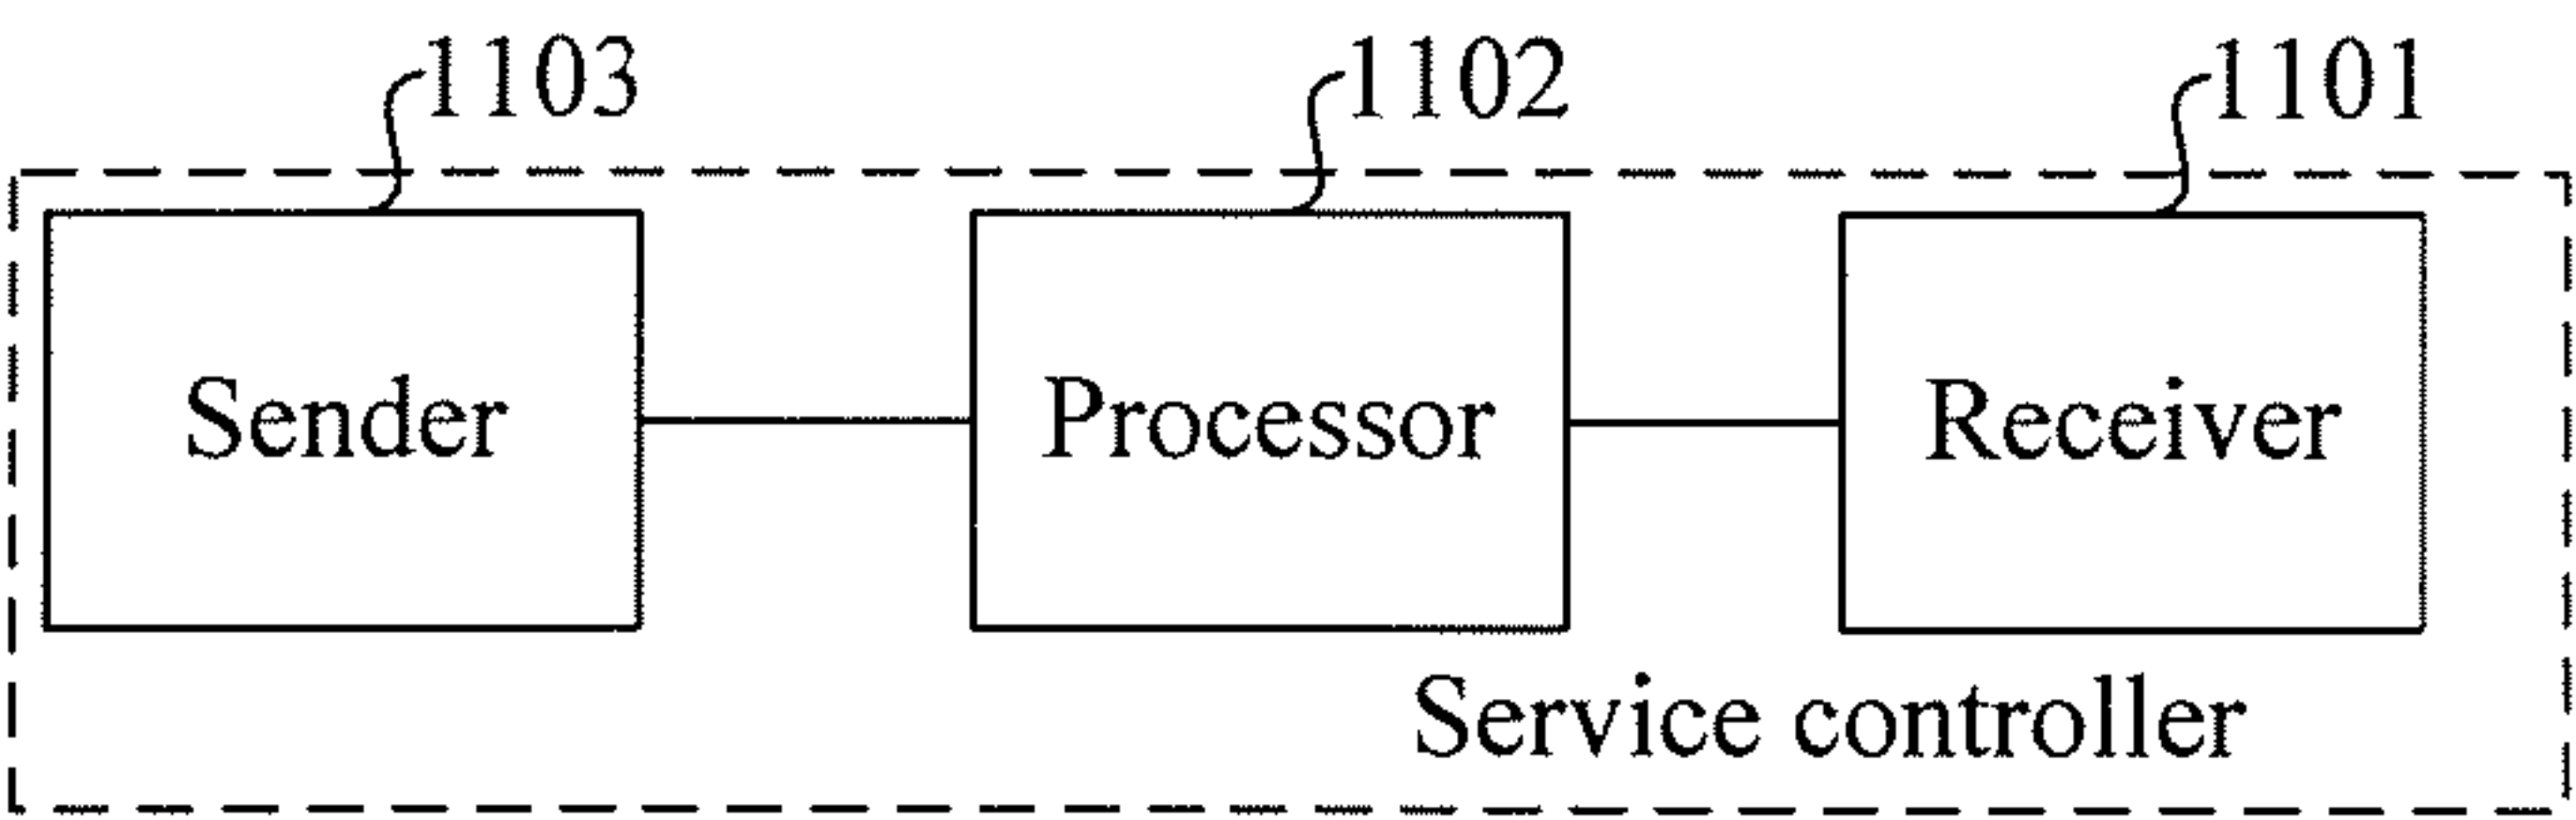 1103 1102 1101
Sender Processor Receiver
Service controller